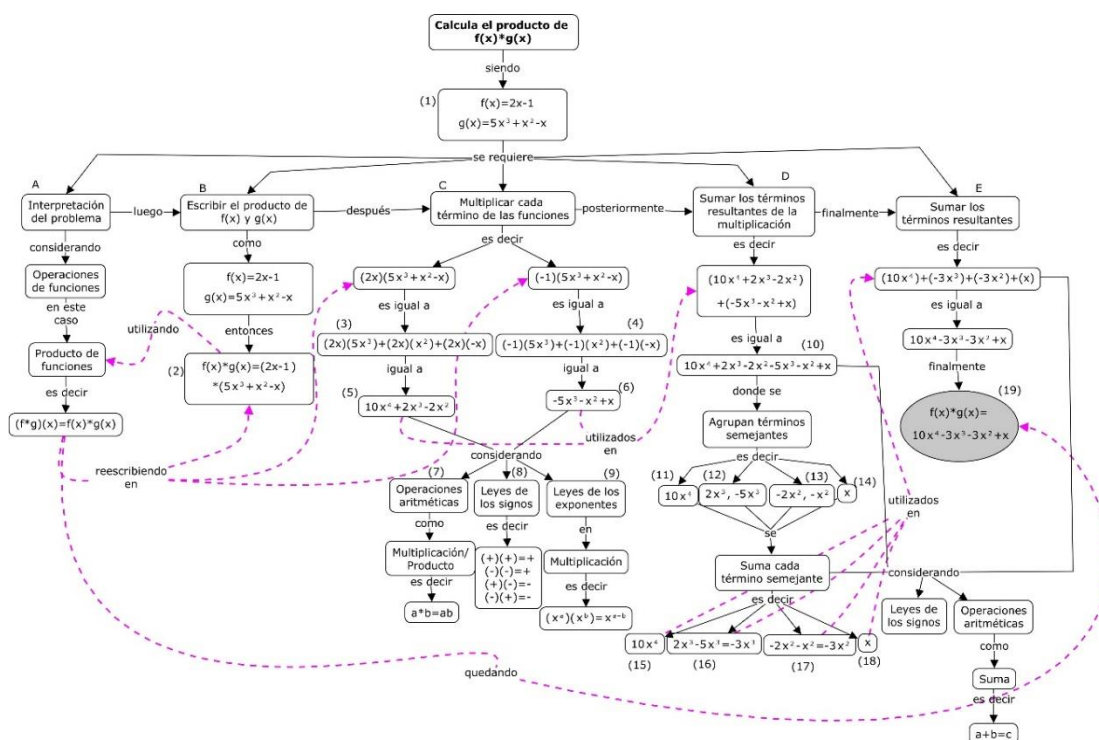 Calcula el producto de
f(x)*g(x)
siendo
(1)
f(x)=2x-1
g(x)=5x³+x²-x
se requiere
A
Interpretación
del problema
luego
B
Escribir el producto de
f(x) y g(x)
después
C
Multiplicar cada
término de las funciones
posteriormente
D
Sumar los términos
resultantes de la
multiplicación
finalmente
E
Sumar los
términos resultantes
considerando
Operaciones
de funciones
en este
caso
Producto de
funciones
es decir
(f*g)(x)=f(x)*g(x)
como
f(x)=2x-1
g(x)=5x³+x²-x
entonces
utilizando
(2)
f(x)*g(x)=(2x-1)
*(5x³+x²-x)
reescribiendo
en
es decir
(2x)(5x³+x²-x)
(-1)(5x³+x²-x)
es igual a
es igual a
(3)
(2x)(5x³)+(2x)(x²)+(2x)(-x)
(4)
(-1)(5x³)+(-1)(x²)+(-1)(-x)
igual a
igual a
(5)
10x⁴+2x³-2x²
(6)
-5x³-x²+x
utilizados
en
considerando
(7)
Operaciones
aritméticas
como
Multiplicación/
Producto
es decir
a*b=ab
(8)
Leyes de
los signos
es decir
(+)(+)=+
(-)(-)=+
(+)(-)=-
(-)(+)=-
(9)
Leyes de los
exponentes
en
Multiplicación
es decir
es decir
(10x⁴+2x³-2x²)
+(-5x³-x²+x)
es igual a
(10)
10x⁴+2x³-2x²-5x³-x²+x
donde se
Agrupan términos
semejantes
es decir
(11)
10x⁴
(12)
2x³, -5x³
(13)
-2x², -x²
(14)
x
se
Suma cada
término semejante
es decir
10x⁴
(15)
2x³-5x³=-3x³
(16)
-2x²-x²=-3x²
(17)
x
(18)
utilizados
en
considerando
Leyes de
los signos
Operaciones
aritméticas
como
Suma
es decir
a+b=c
es decir
(10x⁴)+(-3x³)+(-3x²)+(x)
es igual a
finalmente
(19)
f(x)*g(x)=
quedando